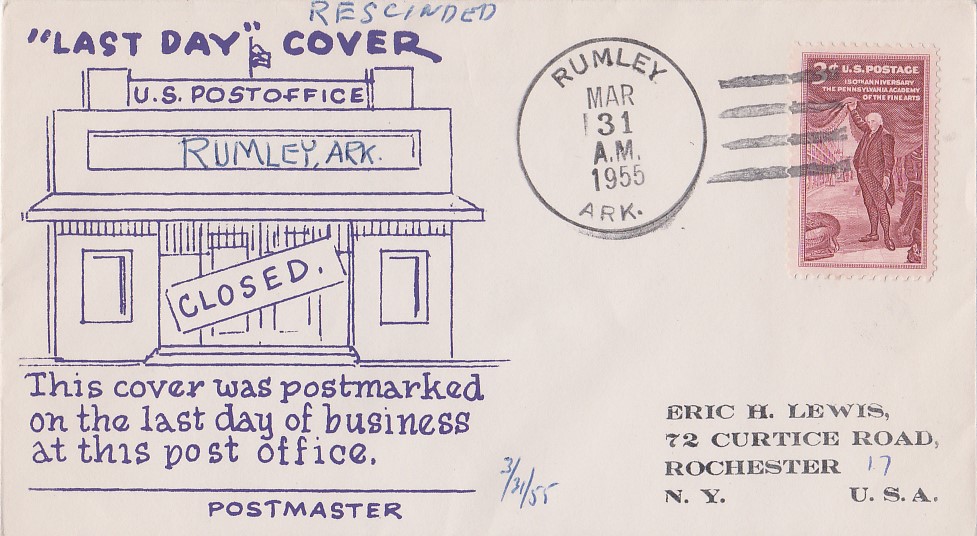 RESCINDED
"LAST DAY" COVER
U.S. POSTOFFICE
RUMLEY, ARK.
CLOSED.
This cover was postmarked
on the last day of business
at this post office.
POSTMASTER
3/31/55
RUMLEY
MAR
31
A.M.
1955
ARK.
3¢ U.S. POSTAGE
150TH ANNIVERSARY
THE PENNSYLVANIA ACADEMY
OF THE FINE ARTS
ERIC H. LEWIS,
72 CURTICE ROAD,
ROCHESTER 17
N. Y. U. S. A.